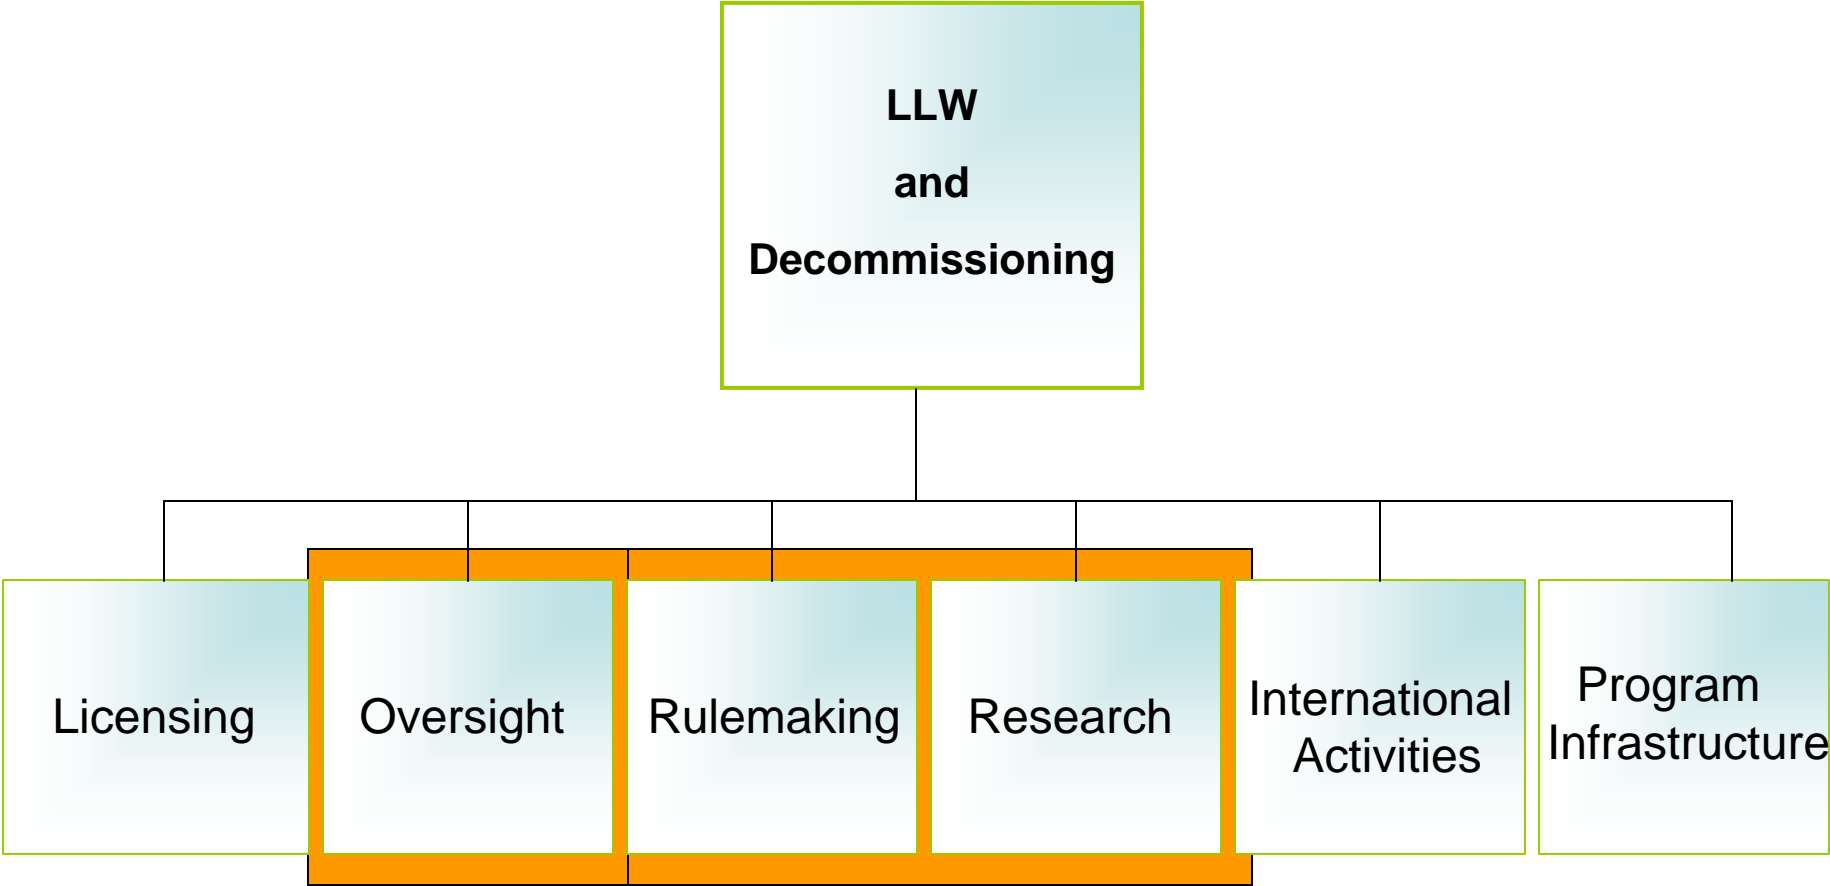 LLW
and
Decommissioning
Licensing
Oversight
Rulemaking
Research
International
Activities
Program
Infrastructure